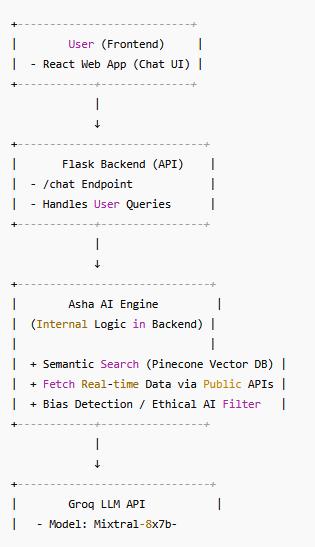 +---------------------------+
|        User (Frontend)     |
|  - React Web App (Chat UI) |
+------------+--------------+
|
↓
+------------+----------------+
|       Flask Backend (API)    |
|  - /chat Endpoint            |
|  - Handles User Queries      |
+------------+----------------+
|
↓
+------------+-----------------+
|        Asha AI Engine         |
|  (Internal Logic in Backend) |
|                              |
|  + Semantic Search (Pinecone Vector DB) |
|  + Fetch Real-time Data via Public APIs |
|  + Bias Detection / Ethical AI Filter   |
+------------+----------------+
|
↓
+-----------------------------+
|        Groq LLM API           |
|   - Model: Mixtral-8x7b-